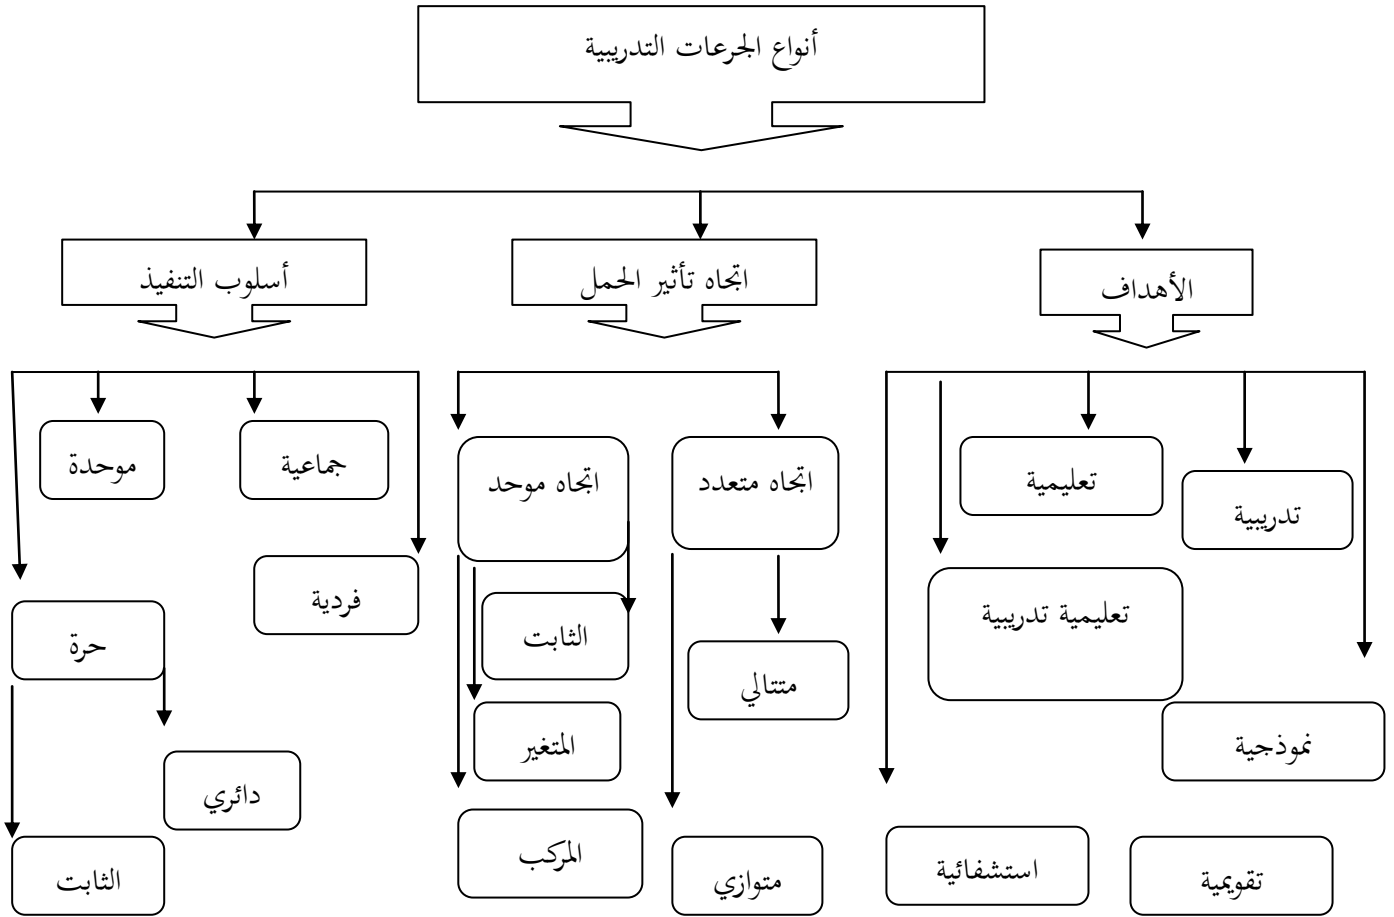 أنواع الجرعات التدريبية
الأهداف
اتجاه تأثير الحمل
أسلوب التنفيذ
تدريبية
تعليمية
تعليمية تدريبية
نموذجية
تقويمية
استشفائية
اتجاه متعدد
اتجاه موحد
متتالي
متوازي
الثابت
المتغير
المركب
جماعية
موحدة
فردية
حرة
دائري
الثابت